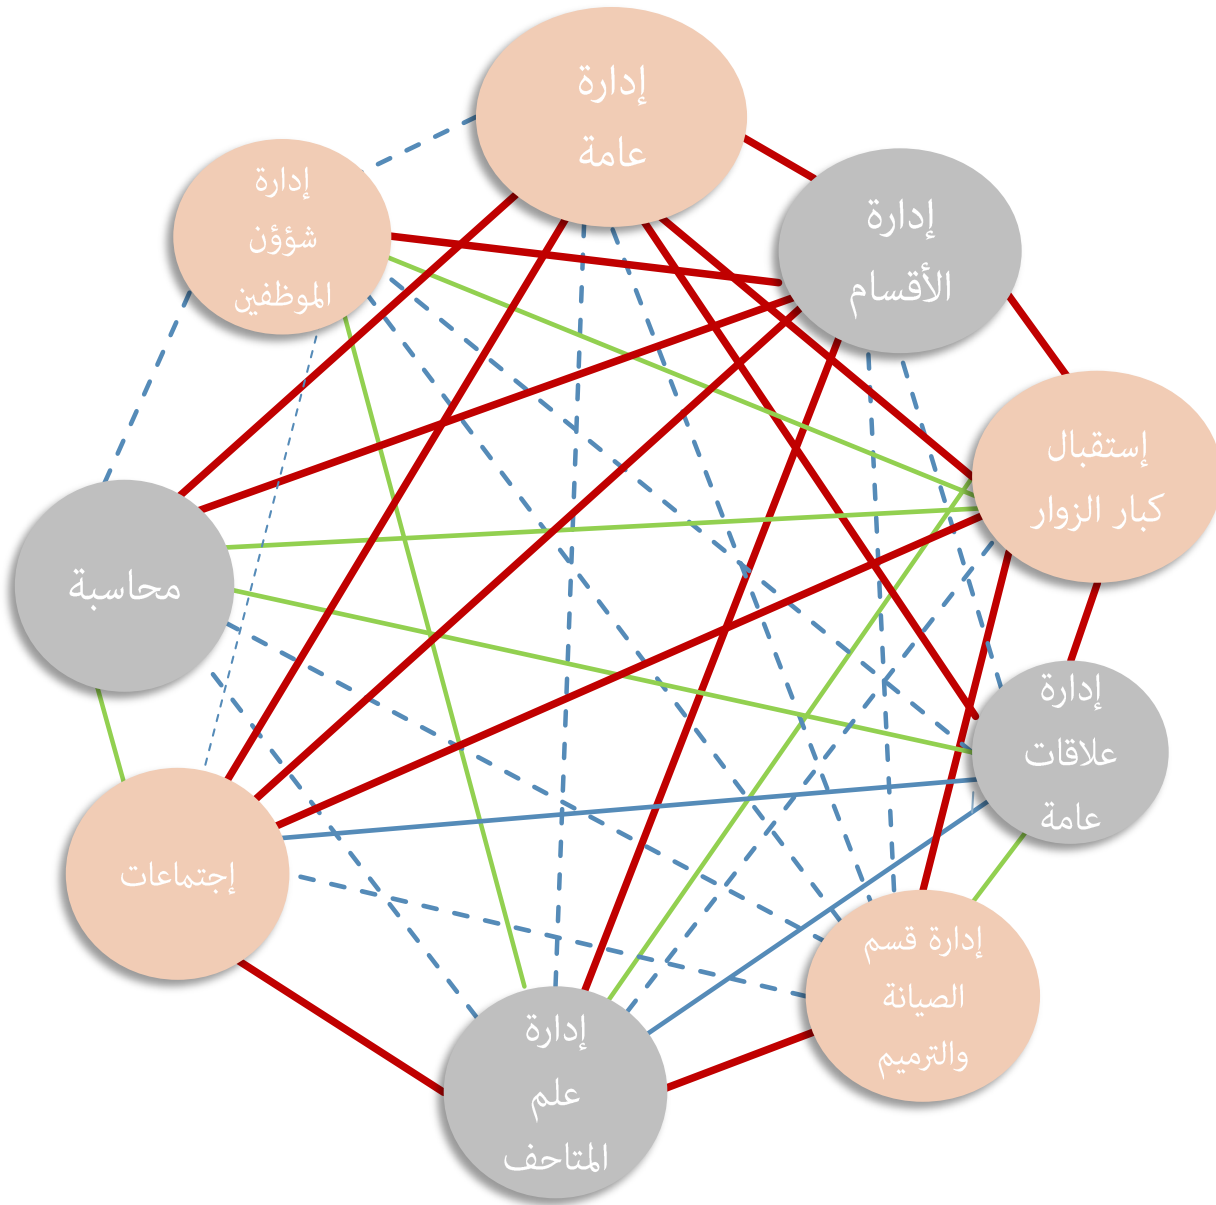 إدارة
عامة
إدارة
الأقسام
إستقبال
كبار الزوار
إدارة
علاقات
عامة
إدارة قسم
الصيانة
والترميم
إدارة
علم
المتاحف
إجتماعات
محاسبة
إدارة
شؤؤن
الموظفين